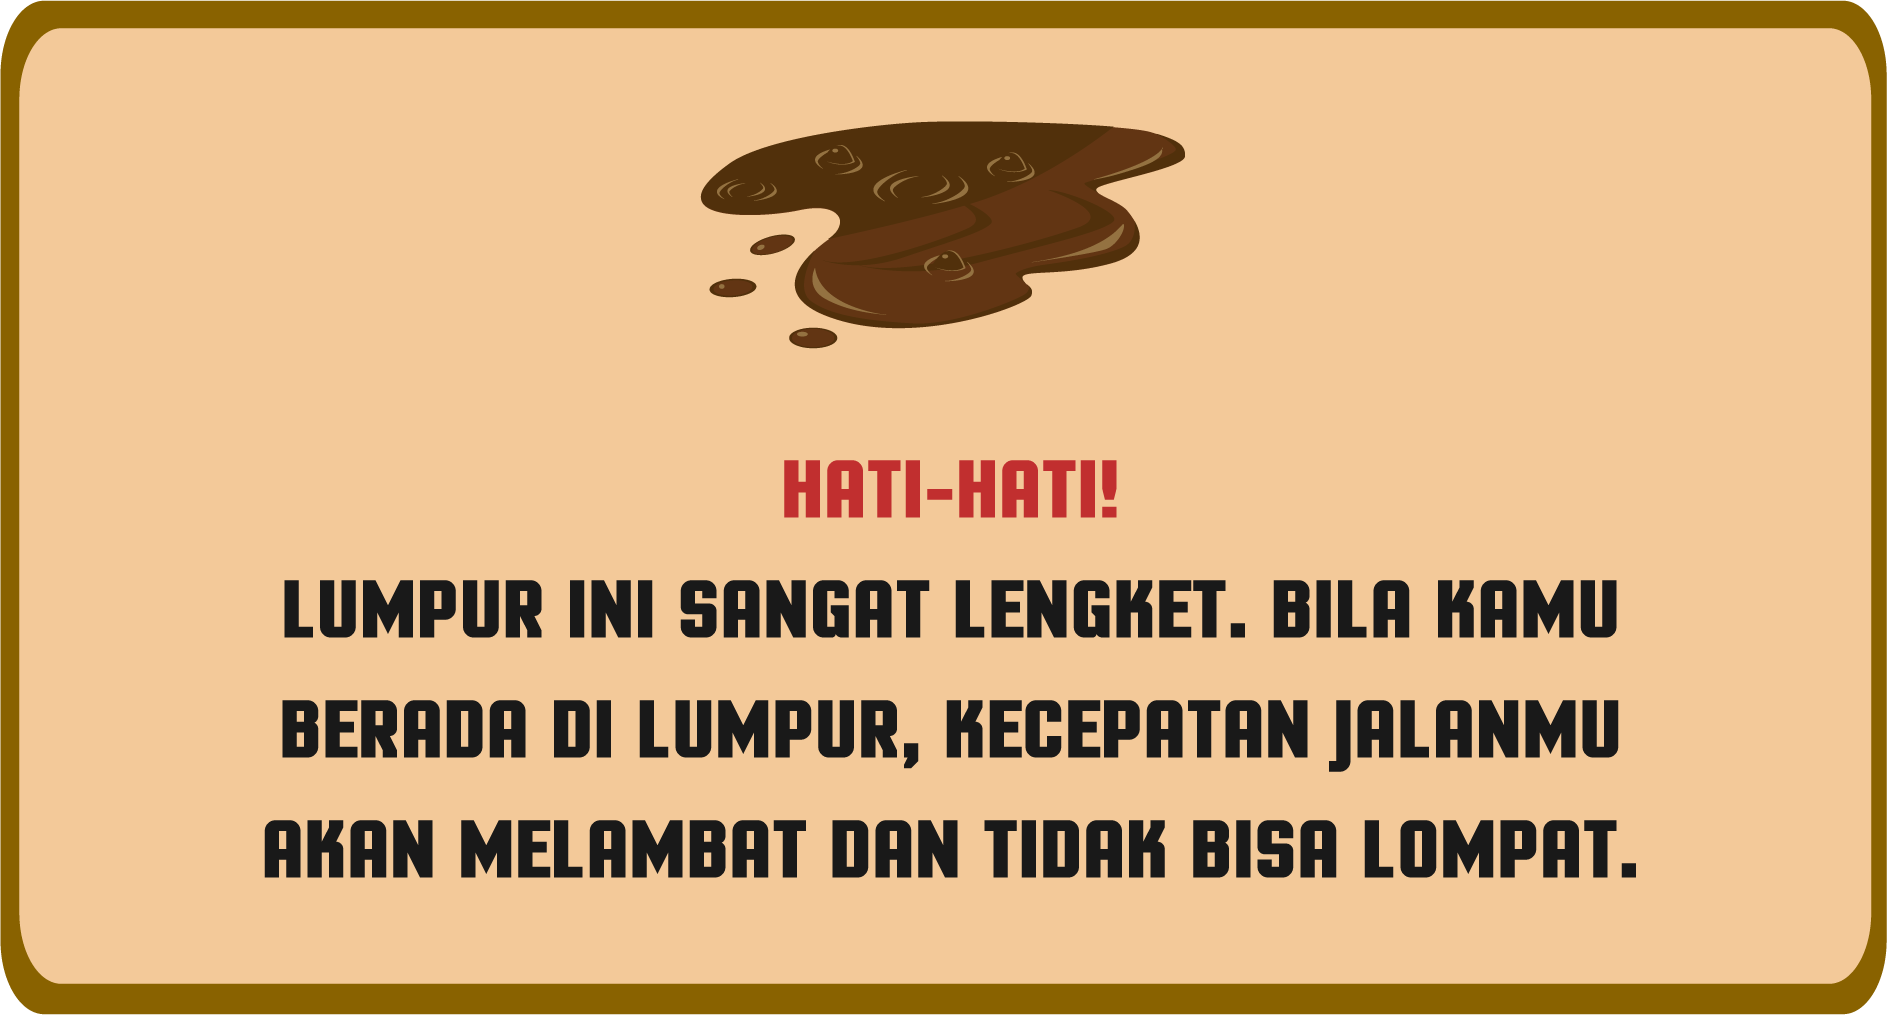 HATI-HATI!
LUMPUR INI SANGAT LENGKET. BILA KAMU
BERADA DI LUMPUR, KECEPATAN JALANMU
AKAN MELAMBAT DAN TIDAK BISA LOMPAT.